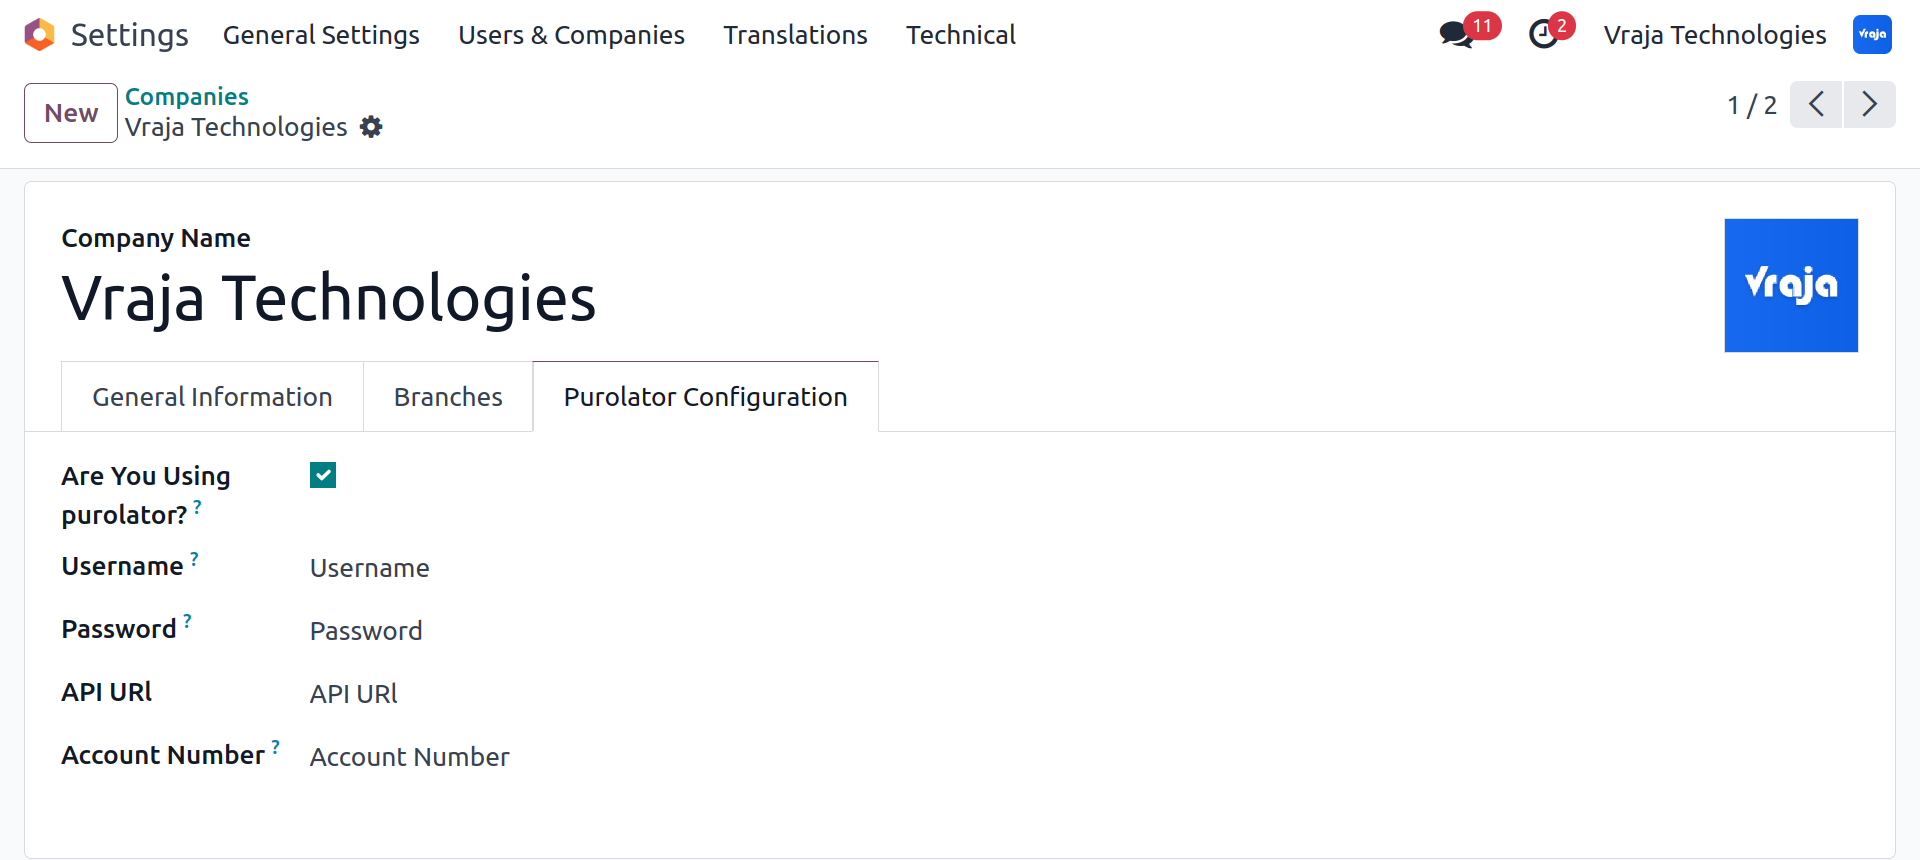 Settings General Settings Users & Companies Translations Technical 11 2 Vraja Technologies vraja
New Companies 1 / 2
Vraja Technologies
Company Name
Vraja Technologies
vraja
General Information Branches Purolator Configuration
Are You Using
purolator? ?
Username ? Username
Password ? Password
API URl API URl
Account Number ? Account Number